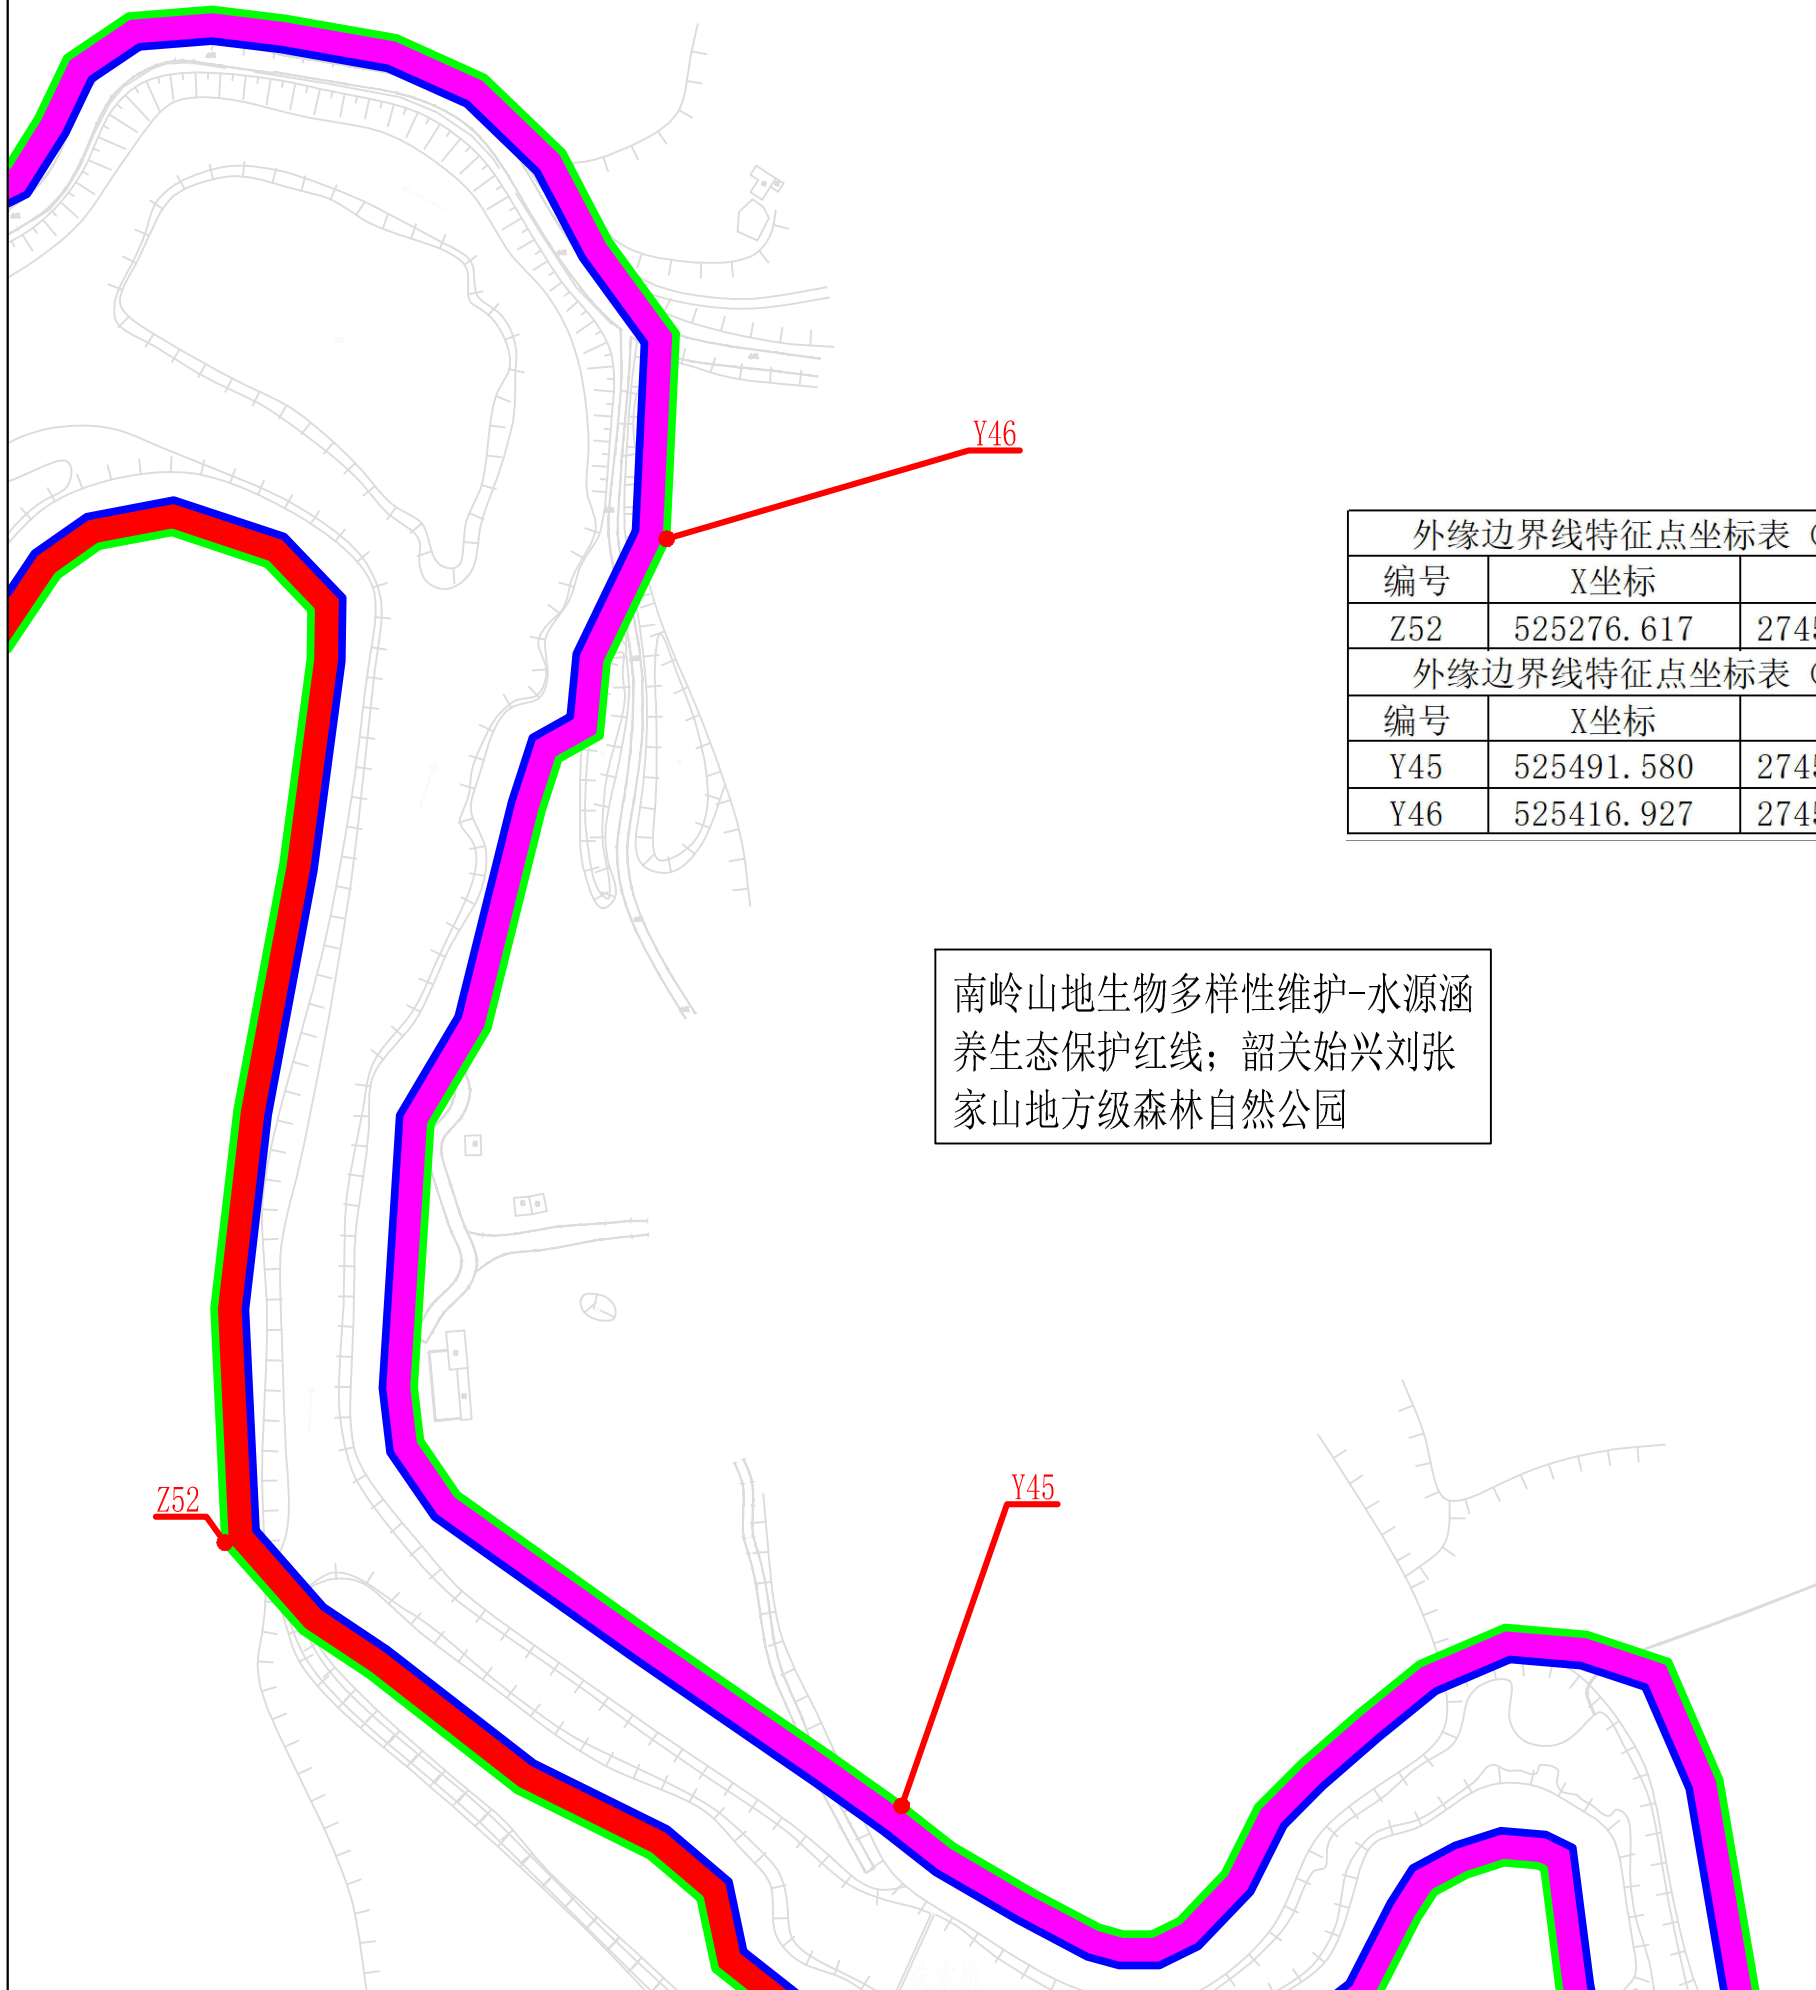 Y46
外缘边界线特征点坐标表（
编号 X坐标
Z52 525276.617 2745
外缘边界线特征点坐标表（
编号 X坐标
Y45 525491.580 2745
Y46 525416.927 2745
南岭山地生物多样性维护-水源涵
养生态保护红线；韶关始兴刘张
家山地方级森林自然公园
Z52
Y45